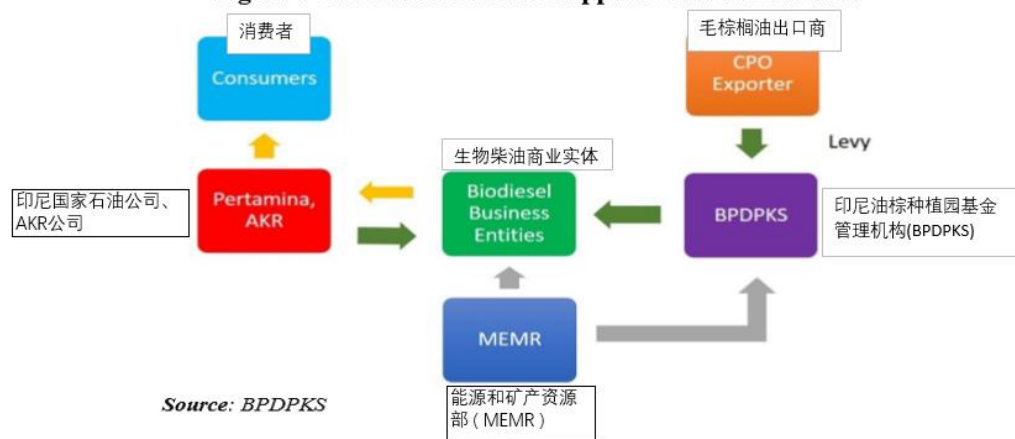 消费者
Consumers
毛棕榈油出口商
CPO
Exporter
Levy
生物柴油商业实体
印尼国家石油公司、
AKR公司
Pertamina,
AKR
Biodiesel
Business
Entities
BPDPKS
印尼油棕种植园基金
管理机构(BPDPKS)
MEMR
能源和矿产资源
部（MEMR）
Source: BPDPKS